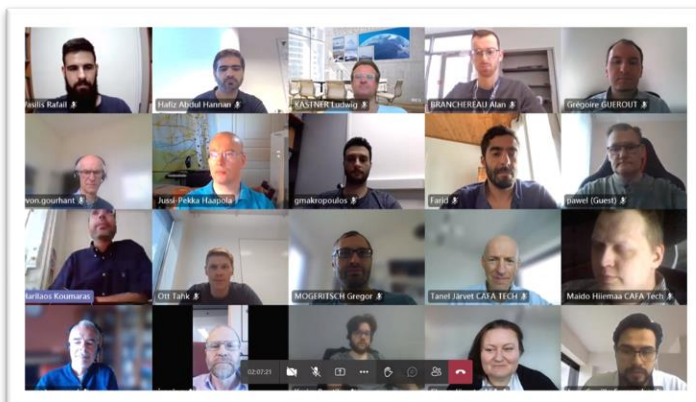 Vasilis Rafail
Hafiz Abdul Hannan
KASTNER Ludwig
BRANCHEREAU Alan
Grégoire GUEROUT
yvon.gourhant
Jussi-Pekka Haapola
gmakropoulos
Farid
pawel (Guest)
Harilaos Koumaras
Ott Tahk
MOGERITSCH Gregor
Tanel Järvet CAFA TECH
Maido Hiiemaa CAFA Tech
02:07:21